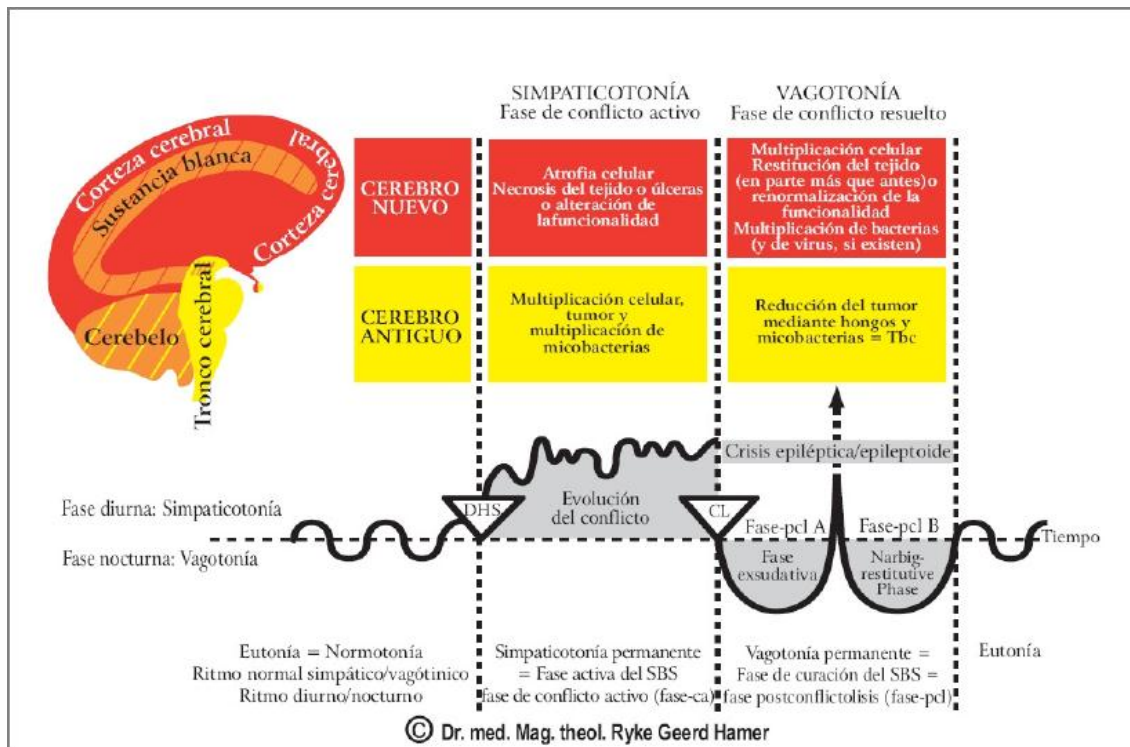 SIMPATICOTONÍA
Fase de conflicto activo
VAGOTONÍA
Fase de conflicto resuelto
Corteza cerebral
Corteza cerebral
Corteza cerebral
Sustancia blanca
Cerebelo
Tronco cerebral
CEREBRO
NUEVO
Atrofia celular
Necrosis del tejido o úlceras
o alteración de
lafuncionalidad
Multiplicación celular
Restitución del tejido
(en parte más que antes)o
renormalización de la
funcionalidad
Multiplicación de bacterias
(y de virus, si existen)
CEREBRO
ANTIGUO
Multiplicación celular,
tumor y
multiplicación de
micobacterias
Reducción del tumor
mediante hongos y
micobacterias = Tbc
Crisis epiléptica/epileptoide
Fase diurna: Simpaticotonía
DHS
Evolución
del conflicto
CL
Fase-pcl A
Fase-pcl B
Tiempo
Fase nocturna: Vagotonía
Fase
exsudativa
Narbig-
restitutive
Phase
Eutonía = Normotonía
Ritmo normal simpático/vagótinico
Ritmo diurno/nocturno
Simpaticotonía permanente
= Fase activa del SBS
fase de conflicto activo (fase-ca)
Vagotonía permanente =
Fase de curación del SBS =
fase postconflictolisis (fase-pcl)
Eutonía
© Dr. med. Mag. theol. Ryke Geerd Hamer